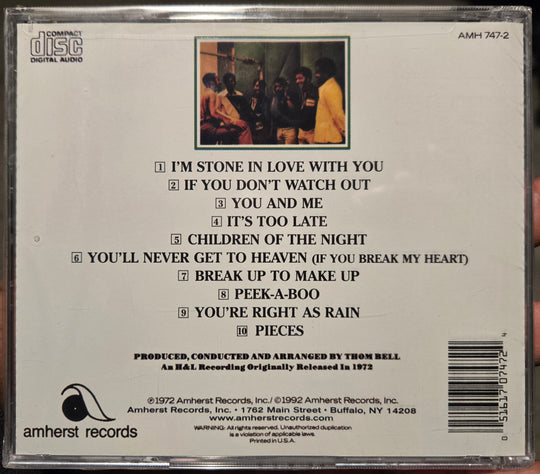 COMPACT
disc
DIGITAL AUDIO
AMH 747-2
1 I'M STONE IN LOVE WITH YOU
2 IF YOU DON'T WATCH OUT
3 YOU AND ME
4 IT'S TOO LATE
5 CHILDREN OF THE NIGHT
6 YOU'LL NEVER GET TO HEAVEN (IF YOU BREAK MY HEART)
7 BREAK UP TO MAKE UP
8 PEEK-A-BOO
9 YOU'RE RIGHT AS RAIN
10 PIECES
PRODUCED, CONDUCTED AND ARRANGED BY THOM BELL
An H&L Recording Originally Released In 1972
amherst records
℗1972 Amherst Records, Inc./©1992 Amherst Records, Inc.
Amherst Records, Inc. • 1762 Main Street • Buffalo, NY 14208
www.amherstrecords.com
WARNING: All rights reserved. Unauthorized duplication
is a violation of applicable laws.
Printed in U.S.A.
0 51617 07472 4